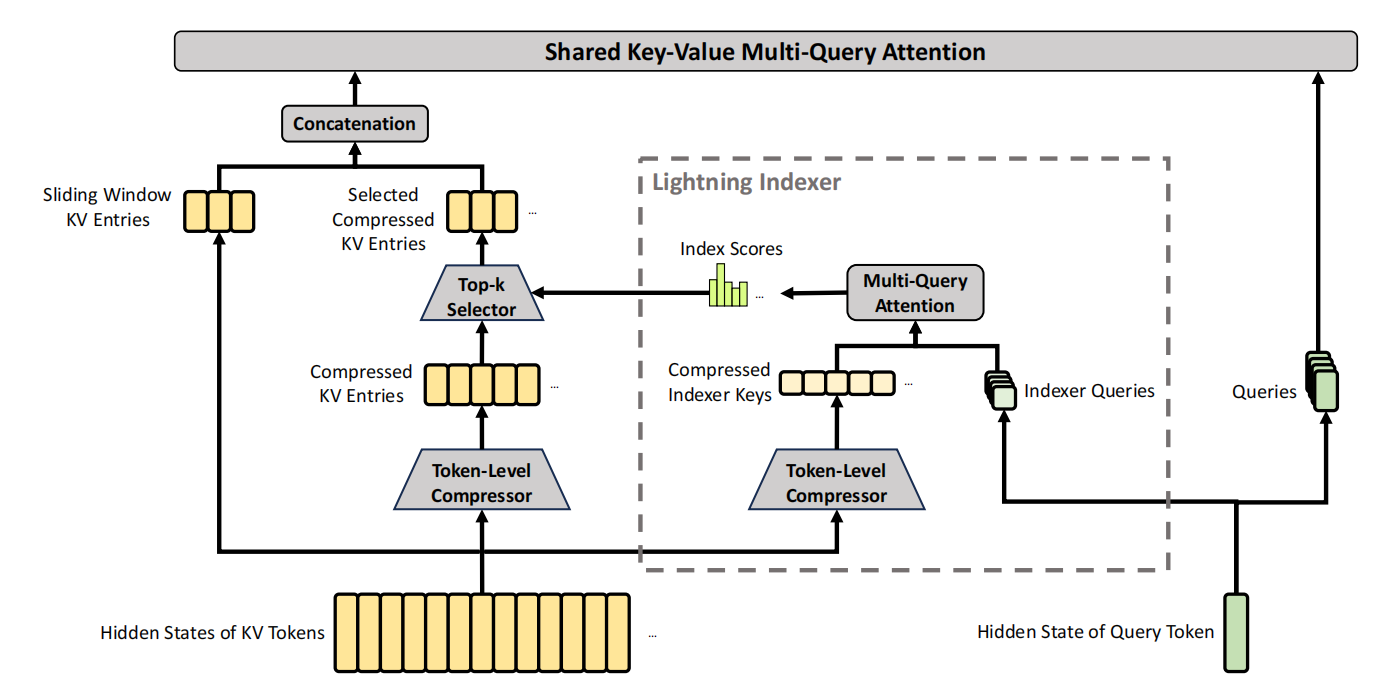 Shared Key-Value Multi-Query Attention
Concatenation
Sliding Window
KV Entries
Selected
Compressed
KV Entries
...
Lightning Indexer
Index Scores
...
Top-k
Selector
Multi-Query
Attention
Compressed
KV Entries
...
Compressed
Indexer Keys
...
Indexer Queries
Queries
Token-Level
Compressor
Token-Level
Compressor
Hidden States of KV Tokens
...
Hidden State of Query Token